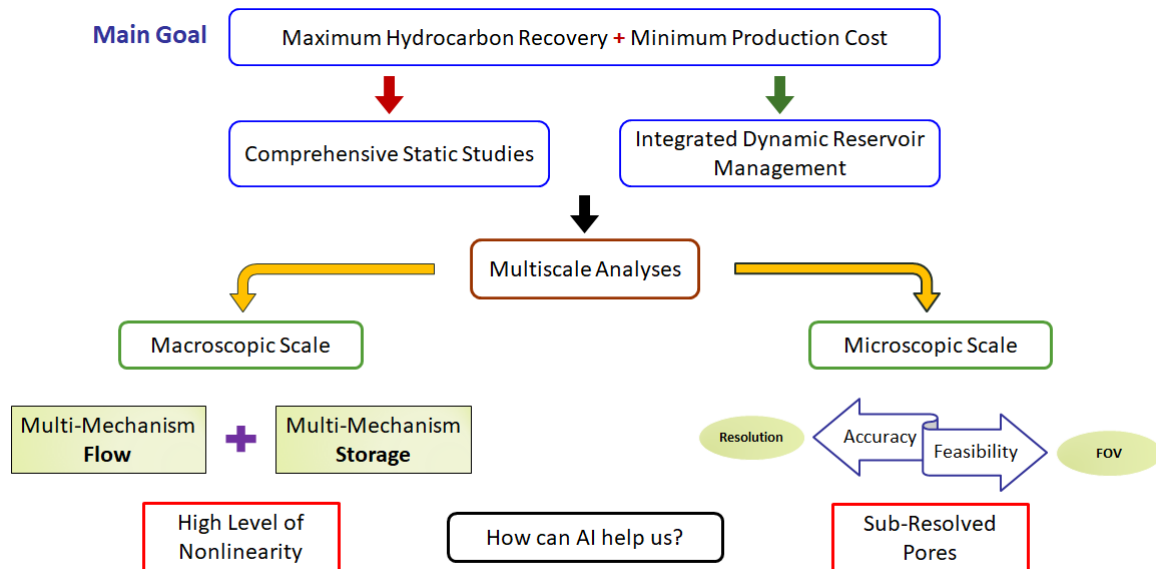 Main Goal
Maximum Hydrocarbon Recovery + Minimum Production Cost
Comprehensive Static Studies
Integrated Dynamic Reservoir
Management
Multiscale Analyses
Macroscopic Scale
Microscopic Scale
Multi-Mechanism
Flow
+
Multi-Mechanism
Storage
Resolution
Accuracy
Feasibility
FOV
High Level of
Nonlinearity
How can AI help us?
Sub-Resolved
Pores